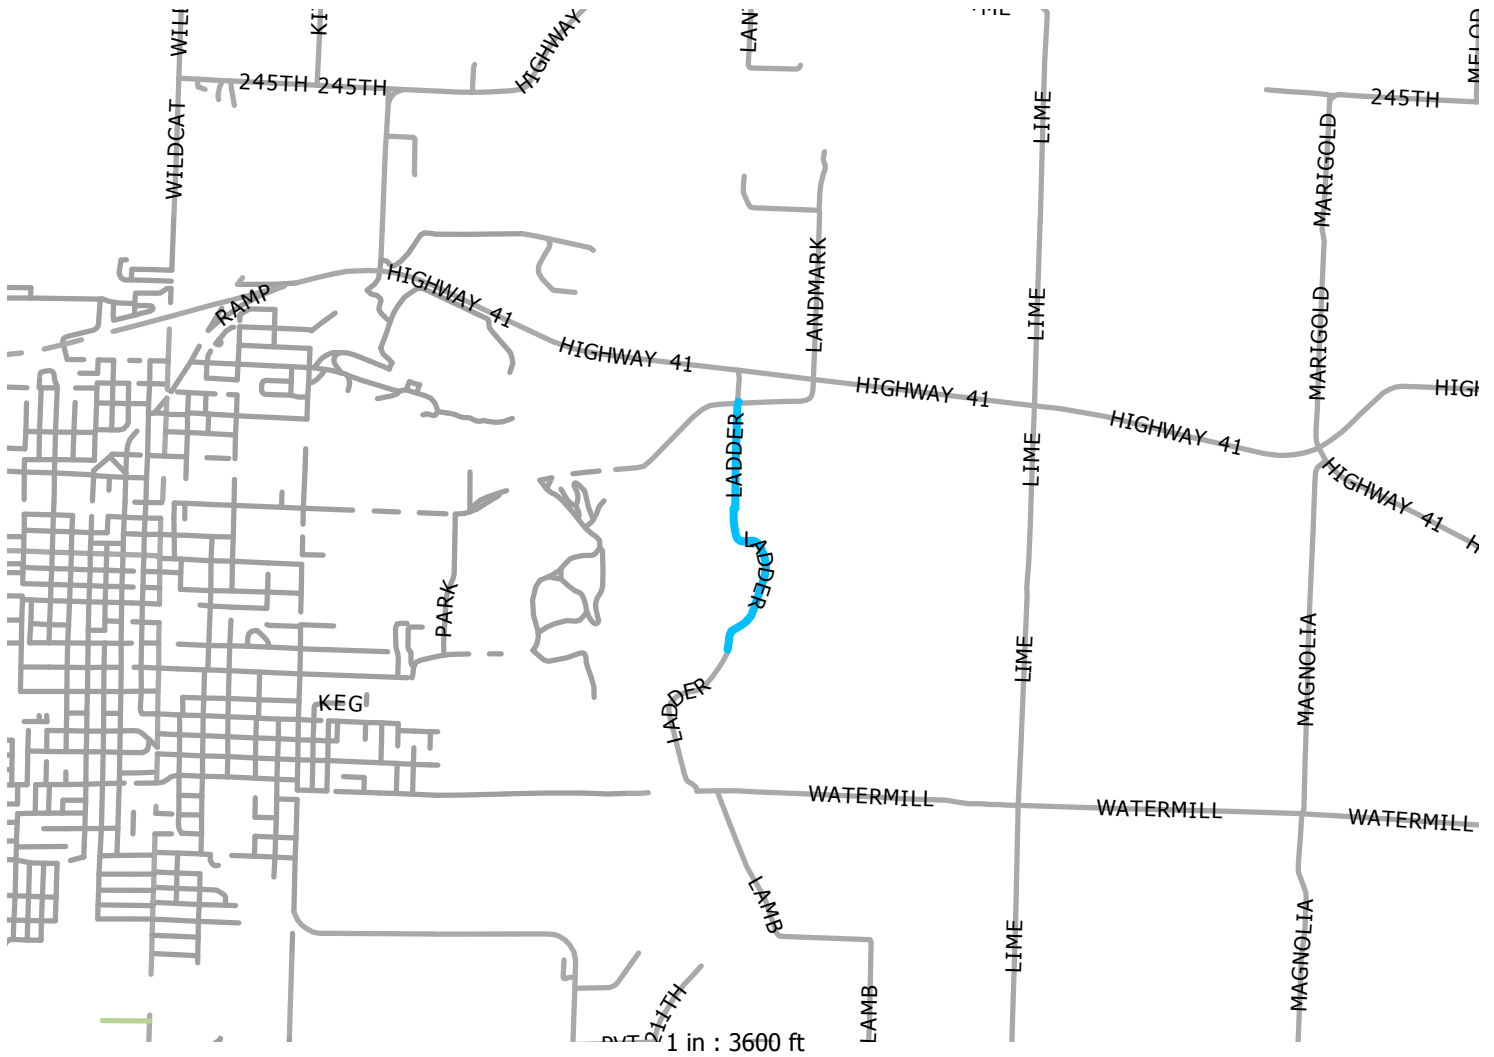 WILDCAT
245TH
245TH
HIGHWAY
LIME
245TH
MARIGOLD
LANDMARK
RAMP
HIGHWAY 41
HIGHWAY 41
LIME
MARIGOLD
HIGHWAY 41
HIGHWAY 41
LADDER
LIME
HIGHWAY 41
LADDER
PARK
LIME
MAGNOLIA
LADDER
KEG
WATERMILL
WATERMILL
WATERMILL
LAMB
LIME
MAGNOLIA
LAMB
211TH
1 in : 3600 ft